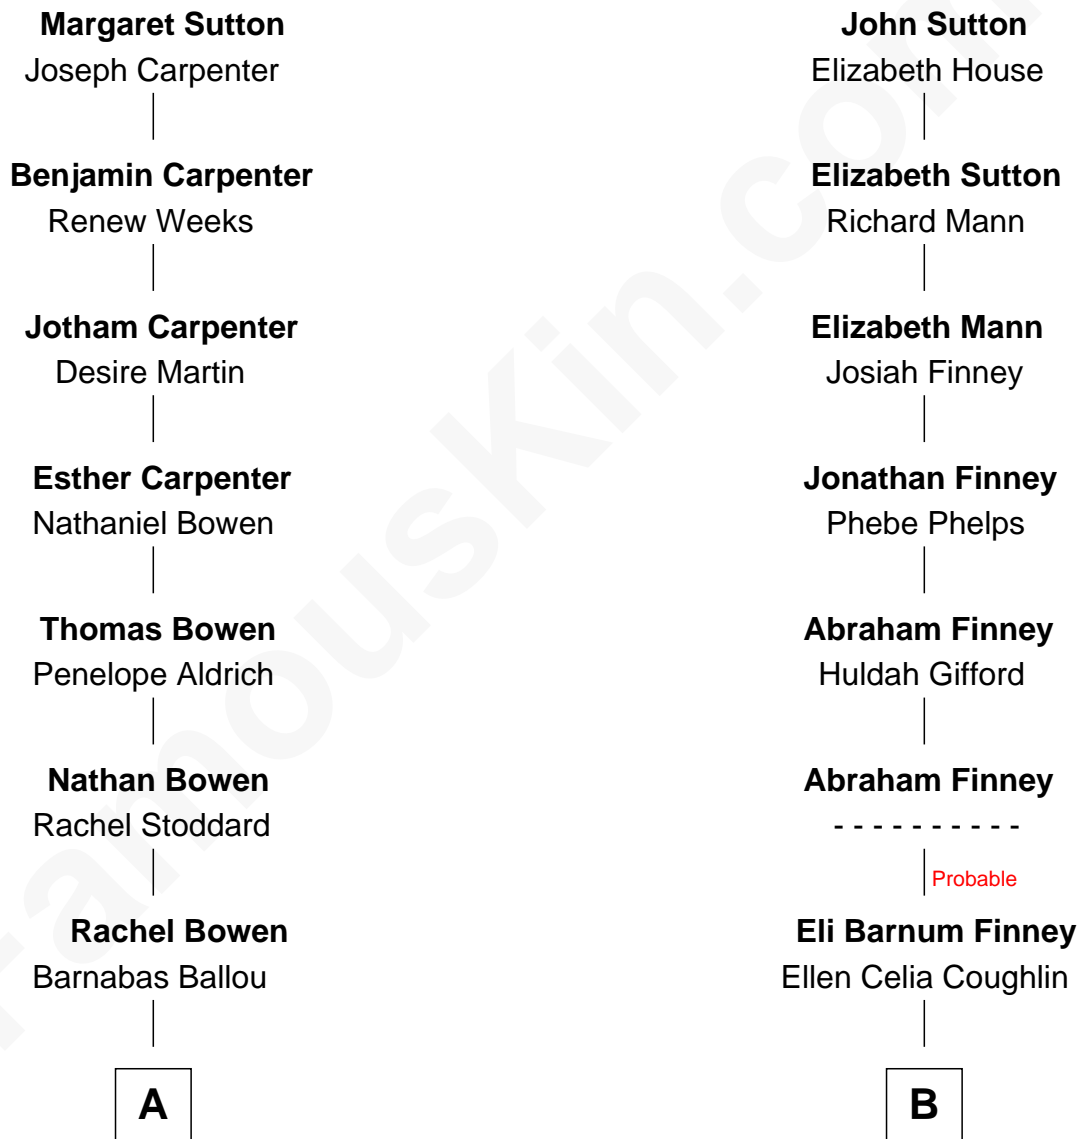 Margaret Sutton
Joseph Carpenter
Benjamin Carpenter
Renew Weeks
Jotham Carpenter
Desire Martin
Esther Carpenter
Nathaniel Bowen
Thomas Bowen
Penelope Aldrich
Nathan Bowen
Rachel Stoddard
Rachel Bowen
Barnabas Ballou
A
John Sutton
Elizabeth House
Elizabeth Sutton
Richard Mann
Elizabeth Mann
Josiah Finney
Jonathan Finney
Phebe Phelps
Abraham Finney
Huldah Gifford
Abraham Finney
- - - - - - - - - -
Probable
Eli Barnum Finney
Ellen Celia Coughlin
B
FamousKin.com